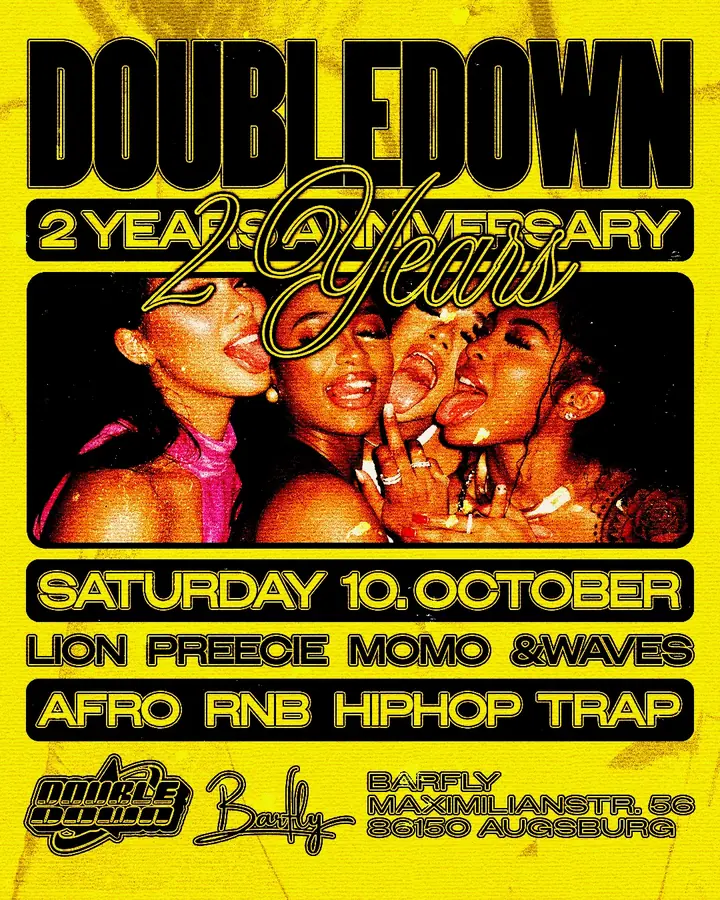 DOUBLEDOWN
2 YEARS ANNIVERSARY
2 Years
SATURDAY 10. OCTOBER
LION PREECIE MOMO &WAVES
AFRO RNB HIPHOP TRAP
DOUBLE
DOWN
Barfly
BARFLY
MAXIMILIANSTR. 56
86150 AUGSBURG